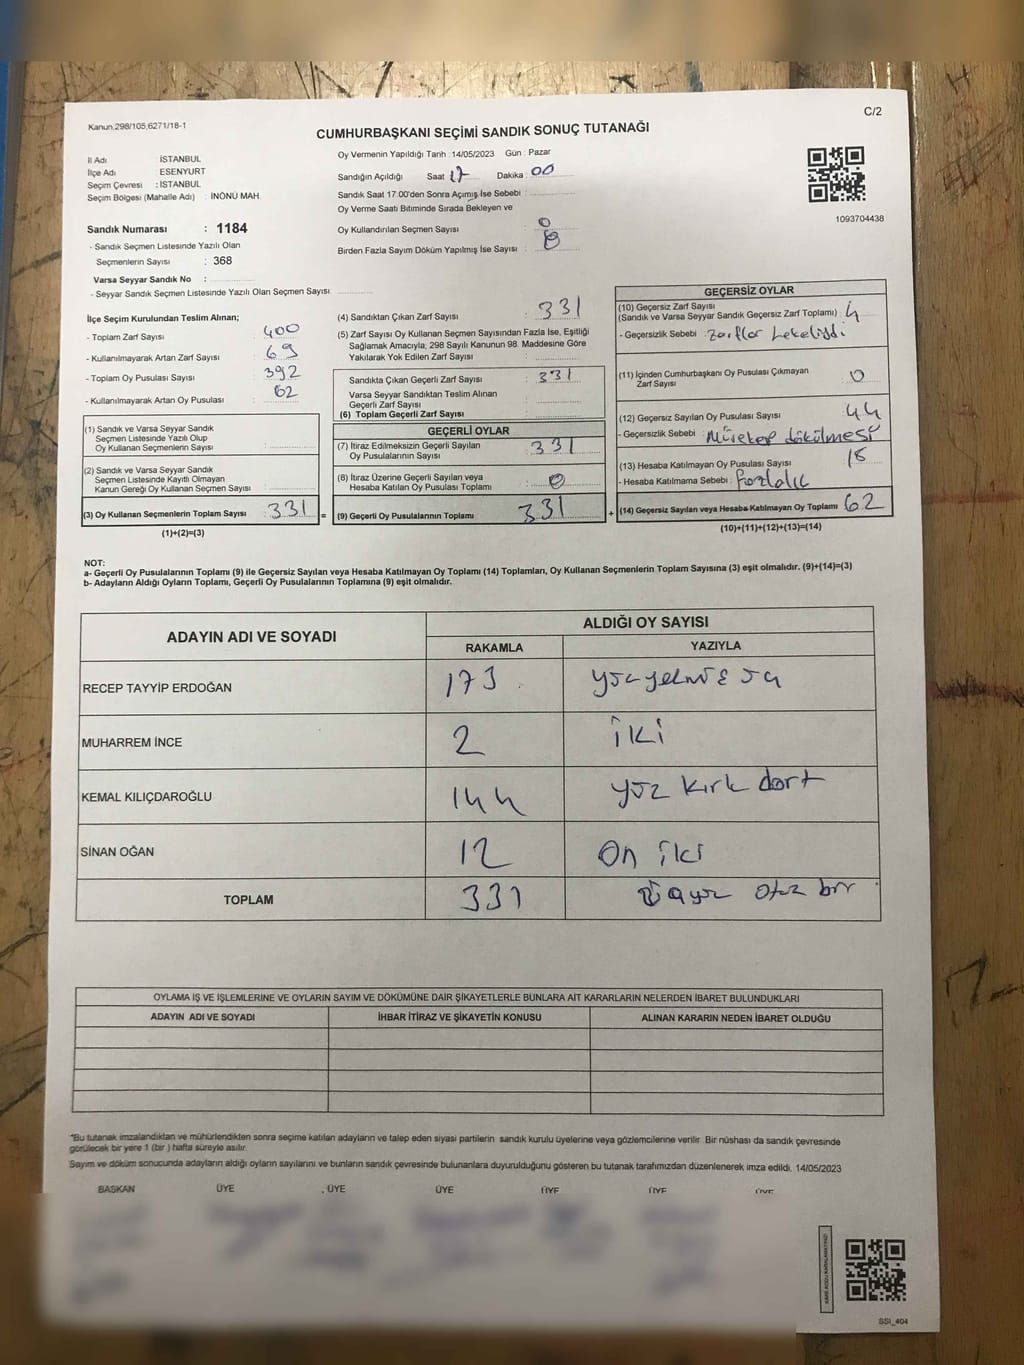 Kanun.298/105,6271/18-1
C/2
CUMHURBAŞKANI SEÇİMİ SANDIK SONUÇ TUTANAĞI
İl Adı İSTANBUL
İlçe Adı ESENYURT
Seçim Çevresi : İSTANBUL
Seçim Bölgesi (Mahalle Adı) : İNÖNÜ MAH.
Sandık Numarası : 1184
- Sandık Seçmen Listesinde Yazılı Olan
Seçmenlerin Sayısı : 368
Varsa Seyyar Sandık No :
- Seyyar Sandık Seçmen Listesinde Yazılı Olan Seçmen Sayısı:
Oy Vermenin Yapıldığı Tarih : 14/05/2023 Gün : Pazar
Sandığın Açıldığı Saat 17 Dakika : 00
Sandık Saat 17.00'den Sonra Açılmış İse Sebebi :
Oy Verme Saati Bitiminde Sırada Bekleyen ve
Oy Kullandırılan Seçmen Sayısı : 0
Birden Fazla Sayım Döküm Yapılmış İse Sayısı :
1093704438
İlçe Seçim Kurulundan Teslim Alınan;
- Toplam Zarf Sayısı : 400
- Kullanılmayarak Artan Zarf Sayısı : 69
- Toplam Oy Pusulası Sayısı : 392
- Kullanılmayarak Artan Oy Pusulası : 62
(1) Sandık ve Varsa Seyyar Sandık
Seçmen Listesinde Yazılı Olup
Oy Kullanan Seçmenlerin Sayısı :
(2) Sandık ve Varsa Seyyar Sandık
Seçmen Listesinde Kayıtlı Olmayan
Kanun Gereği Oy Kullanan Seçmen Sayısı :
(3) Oy Kullanan Seçmenlerin Toplam Sayısı : 331 =
(1)+(2)=(3)
(4) Sandıktan Çıkan Zarf Sayısı : 331
(5) Zarf Sayısı Oy Kullanan Seçmen Sayısından Fazla İse, Eşitliği
Sağlamak Amacıyla; 298 Sayılı Kanunun 98. Maddesine Göre
Yakılarak Yok Edilen Zarf Sayısı :
Sandıkta Çıkan Geçerli Zarf Sayısı : 331
Varsa Seyyar Sandıktan Teslim Alınan
Geçerli Zarf Sayısı :
(6) Toplam Geçerli Zarf Sayısı :
GEÇERLİ OYLAR
(7) İtiraz Edilmeksizin Geçerli Sayılan
Oy Pusulalarının Sayısı : 331
(8) İtiraz Üzerine Geçerli Sayılan veya
Hesaba Katılan Oy Pusulası Toplamı : 0
(9) Geçerli Oy Pusulalarının Toplamı : 331 +
GEÇERSİZ OYLAR
(10) Geçersiz Zarf Sayısı
(Sandık ve Varsa Seyyar Sandık Geçersiz Zarf Toplamı) : 4
- Geçersizlik Sebebi : Zarflar Lekeliydi
(11) İçinden Cumhurbaşkanı Oy Pusulası Çıkmayan
Zarf Sayısı : 0
(12) Geçersiz Sayılan Oy Pusulası Sayısı : 44
- Geçersizlik Sebebi : Mürekep dökülmesi
(13) Hesaba Katılmayan Oy Pusulası Sayısı : 18
- Hesaba Katılmama Sebebi : fazlalık
(14) Geçersiz Sayılan veya Hesaba Katılmayan Oy Toplamı : 62
(10)+(11)+(12)+(13)=(14)
NOT:
a- Geçerli Oy Pusulalarının Toplamı (9) ile Geçersiz Sayılan veya Hesaba Katılmayan Oy Toplamı (14) Toplamları, Oy Kullanan Seçmenlerin Toplam Sayısına (3) eşit olmalıdır. (9)+(14)=(3)
b- Adayların Aldığı Oyların Toplamı, Geçerli Oy Pusulalarının Toplamına (9) eşit olmalıdır.
ADAYIN ADI VE SOYADI ALDIĞI OY SAYISI
RAKAMLA YAZIYLA
RECEP TAYYİP ERDOĞAN 173
MUHARREM İNCE 2 iki
KEMAL KILIÇDAROĞLU 144 yüz kırk dört
SİNAN OĞAN 12 On iki
TOPLAM 331 Üçyüz otuz bir
OYLAMA İŞ VE İŞLEMLERİNE VE OYLARIN SAYIM VE DÖKÜMÜNE DAİR ŞİKAYETLERLE BUNLARA AİT KARARLARIN NELERDEN İBARET BULUNDUKLARI
ADAYIN ADI VE SOYADI İHBAR İTİRAZ VE ŞİKAYETİN KONUSU ALINAN KARARIN NEDEN İBARET OLDUĞU
*Bu tutanak imzalandıktan ve mühürlendikten sonra seçime katılan adayların ve talep eden siyasi partilerin sandık kurulu üyelerine veya gözlemcilerine verilir. Bir nüshası da sandık çevresinde
görülecek bir yere 1 (bir ) hafta süreyle asılır.
Sayım ve döküm sonucunda adayların aldığı oyların sayılarını ve bunların sandık çevresinde bulunanlara duyurulduğunu gösteren bu tutanak tarafımızdan düzenlenerek imza edildi. 14/05/2023
BAŞKAN ÜYE ÜYE ÜYE ÜYE ÜYE ÜYE
SSI_404